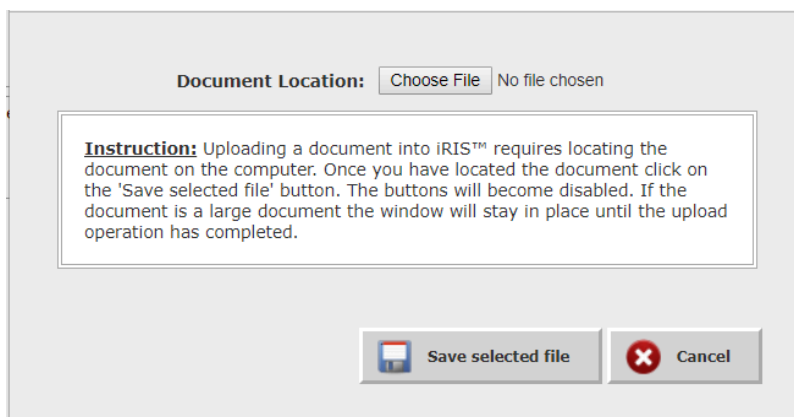 Document Location: Choose File No file chosen
Instruction: Uploading a document into iRIS™ requires locating the
document on the computer. Once you have located the document click on
the 'Save selected file' button. The buttons will become disabled. If the
document is a large document the window will stay in place until the upload
operation has completed.
Save selected file Cancel